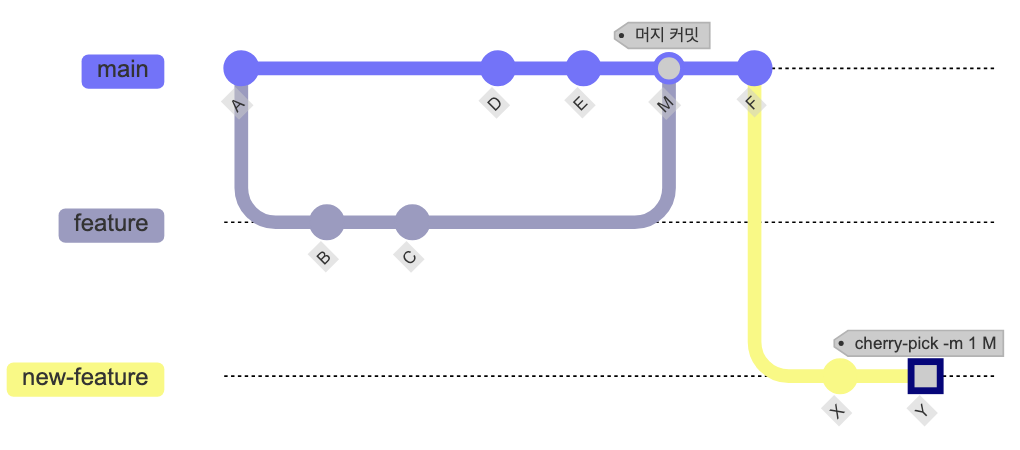 머지 커밋
main
A
D
E
M
F
feature
B
C
cherry-pick -m 1 M
new-feature
X
Y